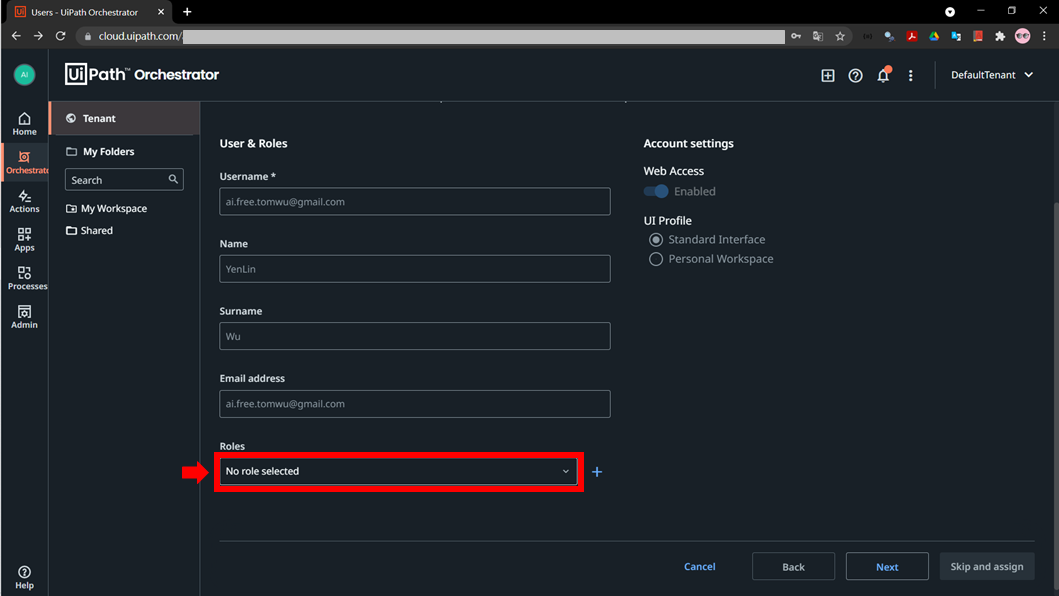 Users - UiPath Orchestrator
cloud.uipath.com/
AI
UiPath™ Orchestrator
DefaultTenant
Home
Orchestrato
Actions
Apps
Processes
Admin
Help
Tenant
My Folders
Search
My Workspace
Shared
User & Roles
Username *
ai.free.tomwu@gmail.com
Name
YenLin
Surname
Wu
Email address
ai.free.tomwu@gmail.com
Roles
No role selected
Account settings
Web Access
Enabled
UI Profile
Standard Interface
Personal Workspace
Cancel
Back
Next
Skip and assign